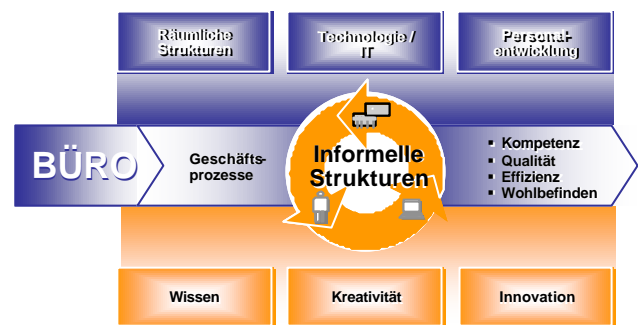 Räumliche
Strukturen
Technologie /
IT
Personal-
entwicklung
BÜRO
Geschäfts-
prozesse
Informelle
Strukturen
▪ Kompetenz
▪ Qualität
▪ Effizienz
▪ Wohlbefinden
Wissen
Kreativität
Innovation